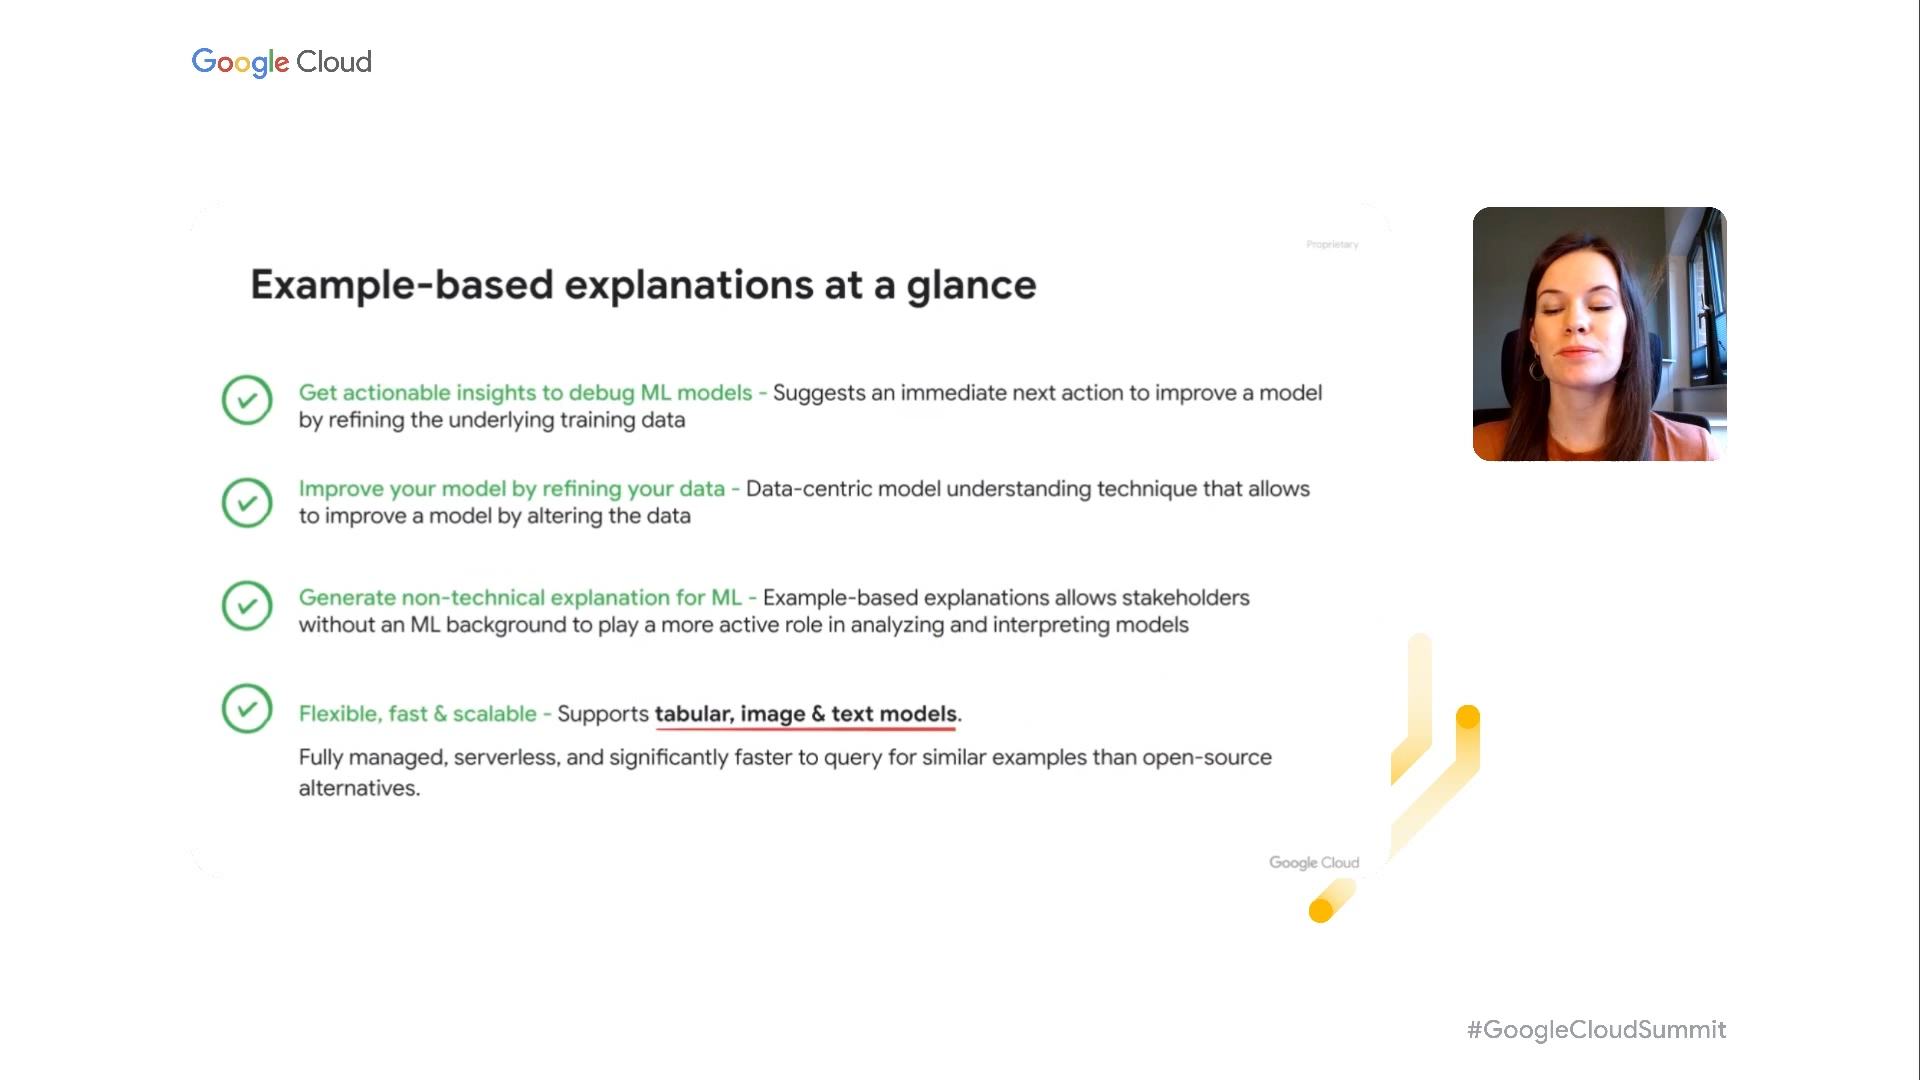 Google Cloud
Proprietary
Example-based explanations at a glance
Get actionable insights to debug ML models - Suggests an immediate next action to improve a model
by refining the underlying training data
Improve your model by refining your data - Data-centric model understanding technique that allows
to improve a model by altering the data
Generate non-technical explanation for ML - Example-based explanations allows stakeholders
without an ML background to play a more active role in analyzing and interpreting models
Flexible, fast & scalable - Supports tabular, image & text models.
Fully managed, serverless, and significantly faster to query for similar examples than open-source
alternatives.
Google Cloud
#GoogleCloudSummit